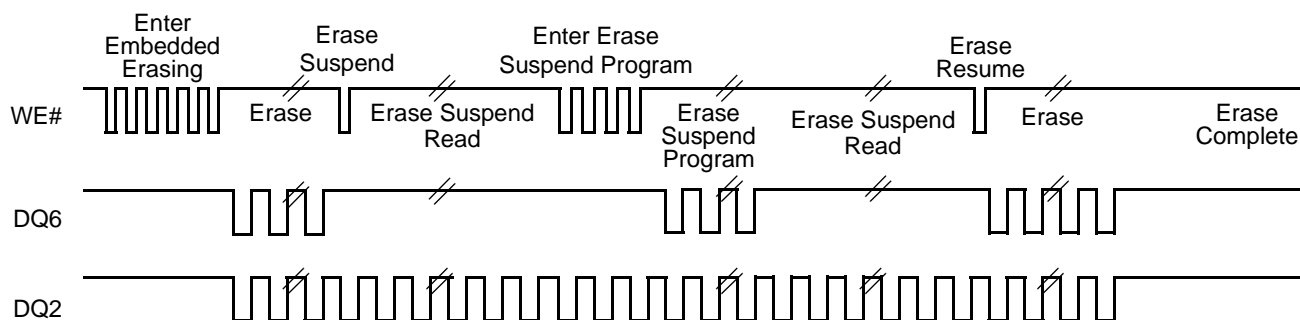 Enter
Embedded
Erasing
Erase
Suspend
Enter Erase
Suspend Program
Erase
Resume
WE#
Erase
Erase Suspend
Read
Erase
Suspend
Program
Erase Suspend
Read
Erase
Erase
Complete
DQ6
DQ2